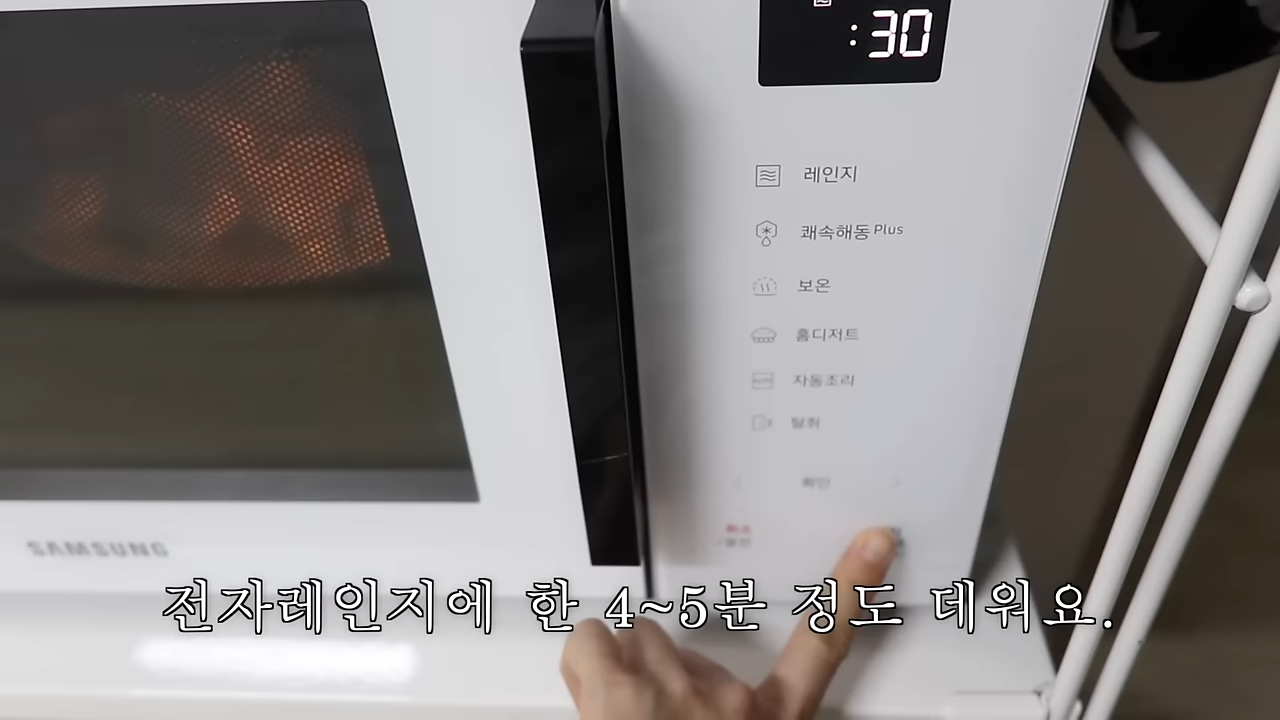 :30
레인지
쾌속해동 Plus
보온
홈디저트
자동조리
탈취
확인
취소
SAMSUNG
전자레인지에 한 4~5분 정도 데워요.